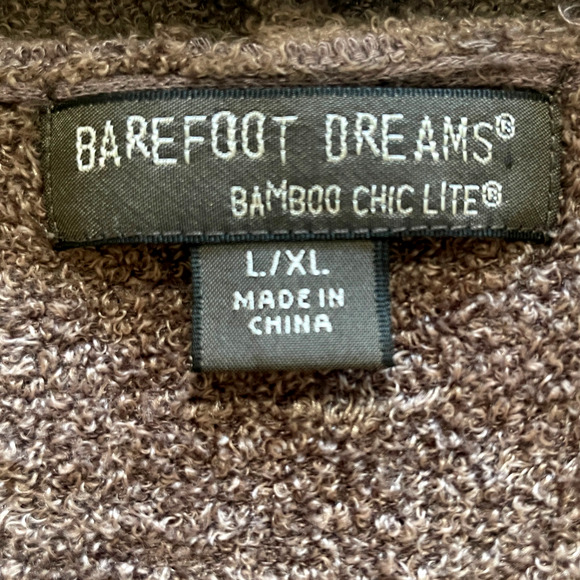 BAREFOOT DREAMS®
BAMBOO CHIC LITE®
L/XL
MADE IN
CHINA